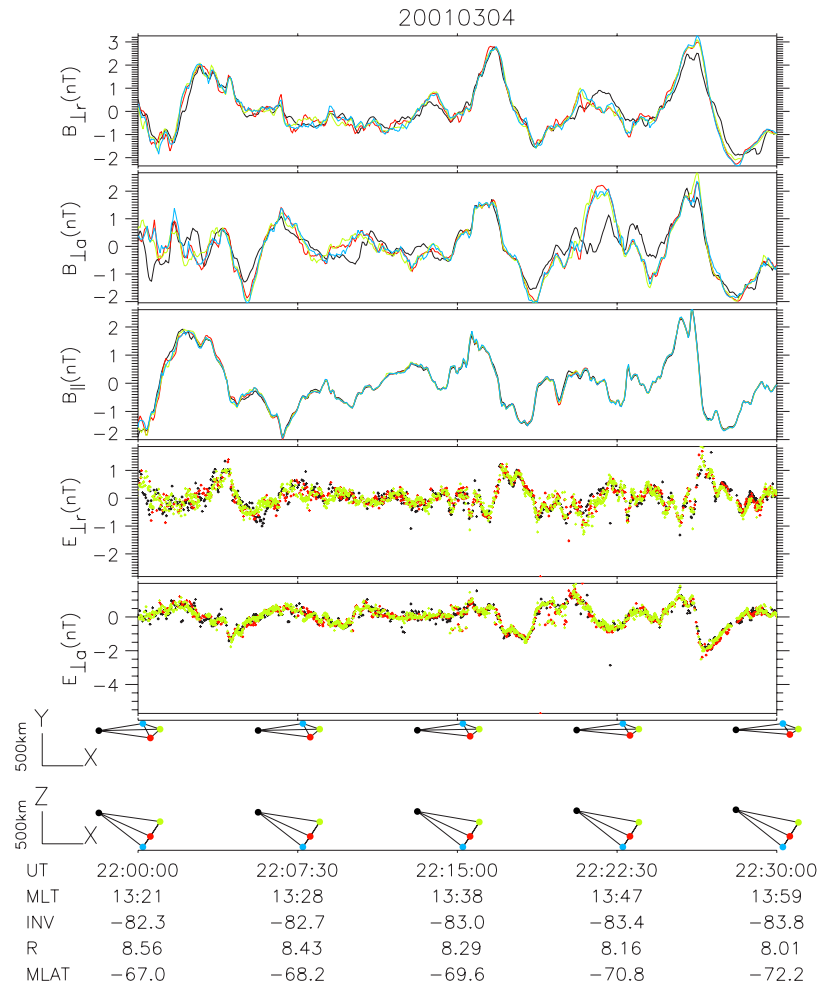 20010304
3
2
1
0
−1
−2
B⊥r(nT)
2
1
0
−1
−2
B⊥a(nT)
2
1
0
−1
−2
B||(nT)
1
0
−1
−2
E⊥r(nT)
0
−2
−4
E⊥a(nT)
Y
500km
X
Z
500km
X
UT 22:00:00 22:07:30 22:15:00 22:22:30 22:30:00
MLT 13:21 13:28 13:38 13:47 13:59
INV −82.3 −82.7 −83.0 −83.4 −83.8
R 8.56 8.43 8.29 8.16 8.01
MLAT −67.0 −68.2 −69.6 −70.8 −72.2